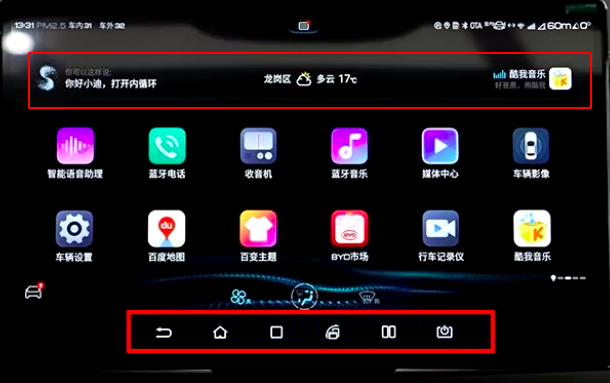 13:31 PM2.5 车内31 车外32
OTA
60m 0°
你可以这样说:
你好小迪，打开内循环
龙岗区 多云 17℃
酷我音乐
好音质，用酷我
智能语音助理 蓝牙电话 收音机 蓝牙音乐 媒体中心 车辆影像
du
BYD
车辆设置 百度地图 百变主题 BYD市场 行车记录仪 酷我音乐